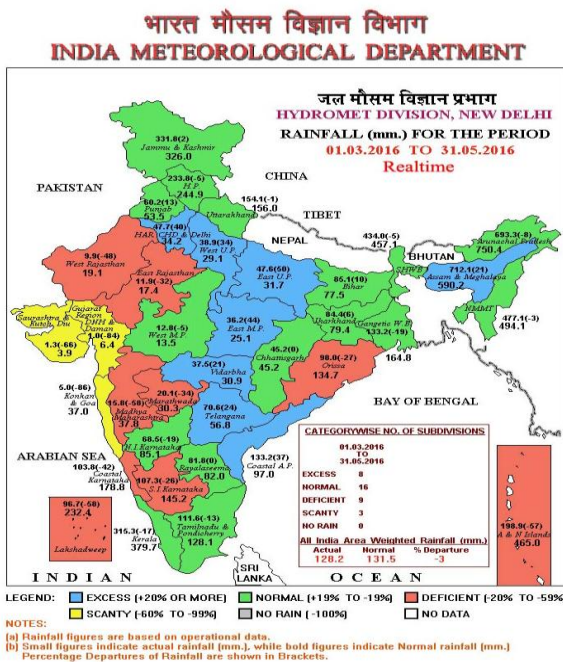 भारत मौसम विज्ञान विभाग
INDIA METEOROLOGICAL DEPARTMENT
जल मौसम विज्ञान प्रभाग
HYDROMET DIVISION, NEW DELHI
RAINFALL (mm.) FOR THE PERIOD
01.03.2016 TO 31.05.2016
Realtime
331.8(2)
Jammu & Kashmir
326.0
PAKISTAN
CHINA
233.8(-5)
H.P.
244.9
60.2(13)
Punjab
53.5
Uttarakhand
154.1(-1)
156.0
TIBET
47.7(40)
HAR. CHD & Delhi
34.2
38.9(34)
West U.P.
29.1
NEPAL
434.0(-5)
457.1
BHUTAN
693.3(-8)
Arunachal Pradesh
750.4
9.9(-48)
West Rajasthan
19.1
East Rajasthan
11.9(-32)
17.4
47.6(50)
East U.P.
31.7
SHWB
712.1(21)
Assam & Meghalaya
590.2
85.1(10)
Bihar
77.5
NMMT
477.1(-3)
494.1
Saurashtra &
Kutch, Diu
1.3(-66)
3.9
Gujarat
Region
DNH &
Daman
1.0(-84)
6.4
12.8(-5)
West M.P.
13.5
36.2(44)
East M.P.
25.1
84.4(6)
Jharkhand
79.4
Gangetic W.B.
133.2(-19)
164.8
45.2(0)
Chhattisgarh
45.2
98.0(-27)
Orissa
134.7
5.0(-86)
Konkan
& Goa
37.0
37.5(21)
Vidarbha
30.9
15.8(-58)
Madhya
Maharashtra
37.8
20.1(-34)
Marathwada
30.3
70.6(24)
Telangana
56.8
BAY OF BENGAL
68.5(-19)
N.I.Karnataka
85.1
81.8(0)
Rayalaseema
82.0
133.2(37)
Coastal A.P.
97.0
ARABIAN SEA
103.8(-42)
Coastal
Karnataka
178.8
107.3(-26)
S.I.Karnataka
145.2
96.7(-58)
232.4
Lakshadweep
315.3(-17)
Kerala
379.7
111.6(-13)
Tamilnadu &
Pondicherry
128.1
198.9(-57)
A & N Islands
465.0
CATEGORYWISE NO. OF SUBDIVISIONS
01.03.2016
TO
31.05.2016
EXCESS 8
NORMAL 16
DEFICIENT 9
SCANTY 3
NO RAIN 0
All India Area Weighted Rainfall (mm.)
Actual Normal % Departure
128.2 131.5 -3
SRI
LANKA
INDIAN OCEAN
LEGEND: EXCESS (+20% OR MORE) NORMAL (+19% TO -19%) DEFICIENT (-20% TO -59%)
SCANTY (-60% TO -99%) NO RAIN (-100%) NO DATA
NOTES:
(a) Rainfall figures are based on operational data.
(b) Small figures indicate actual rainfall (mm.), while bold figures indicate Normal rainfall (mm.)
Percentage Departures of Rainfall are shown in Brackets.